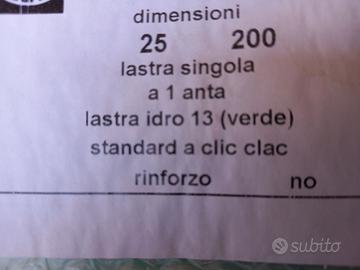 dimensioni
25 200
lastra singola
a 1 anta
lastra idro 13 (verde)
standard a clic clac
rinforzo no
subito